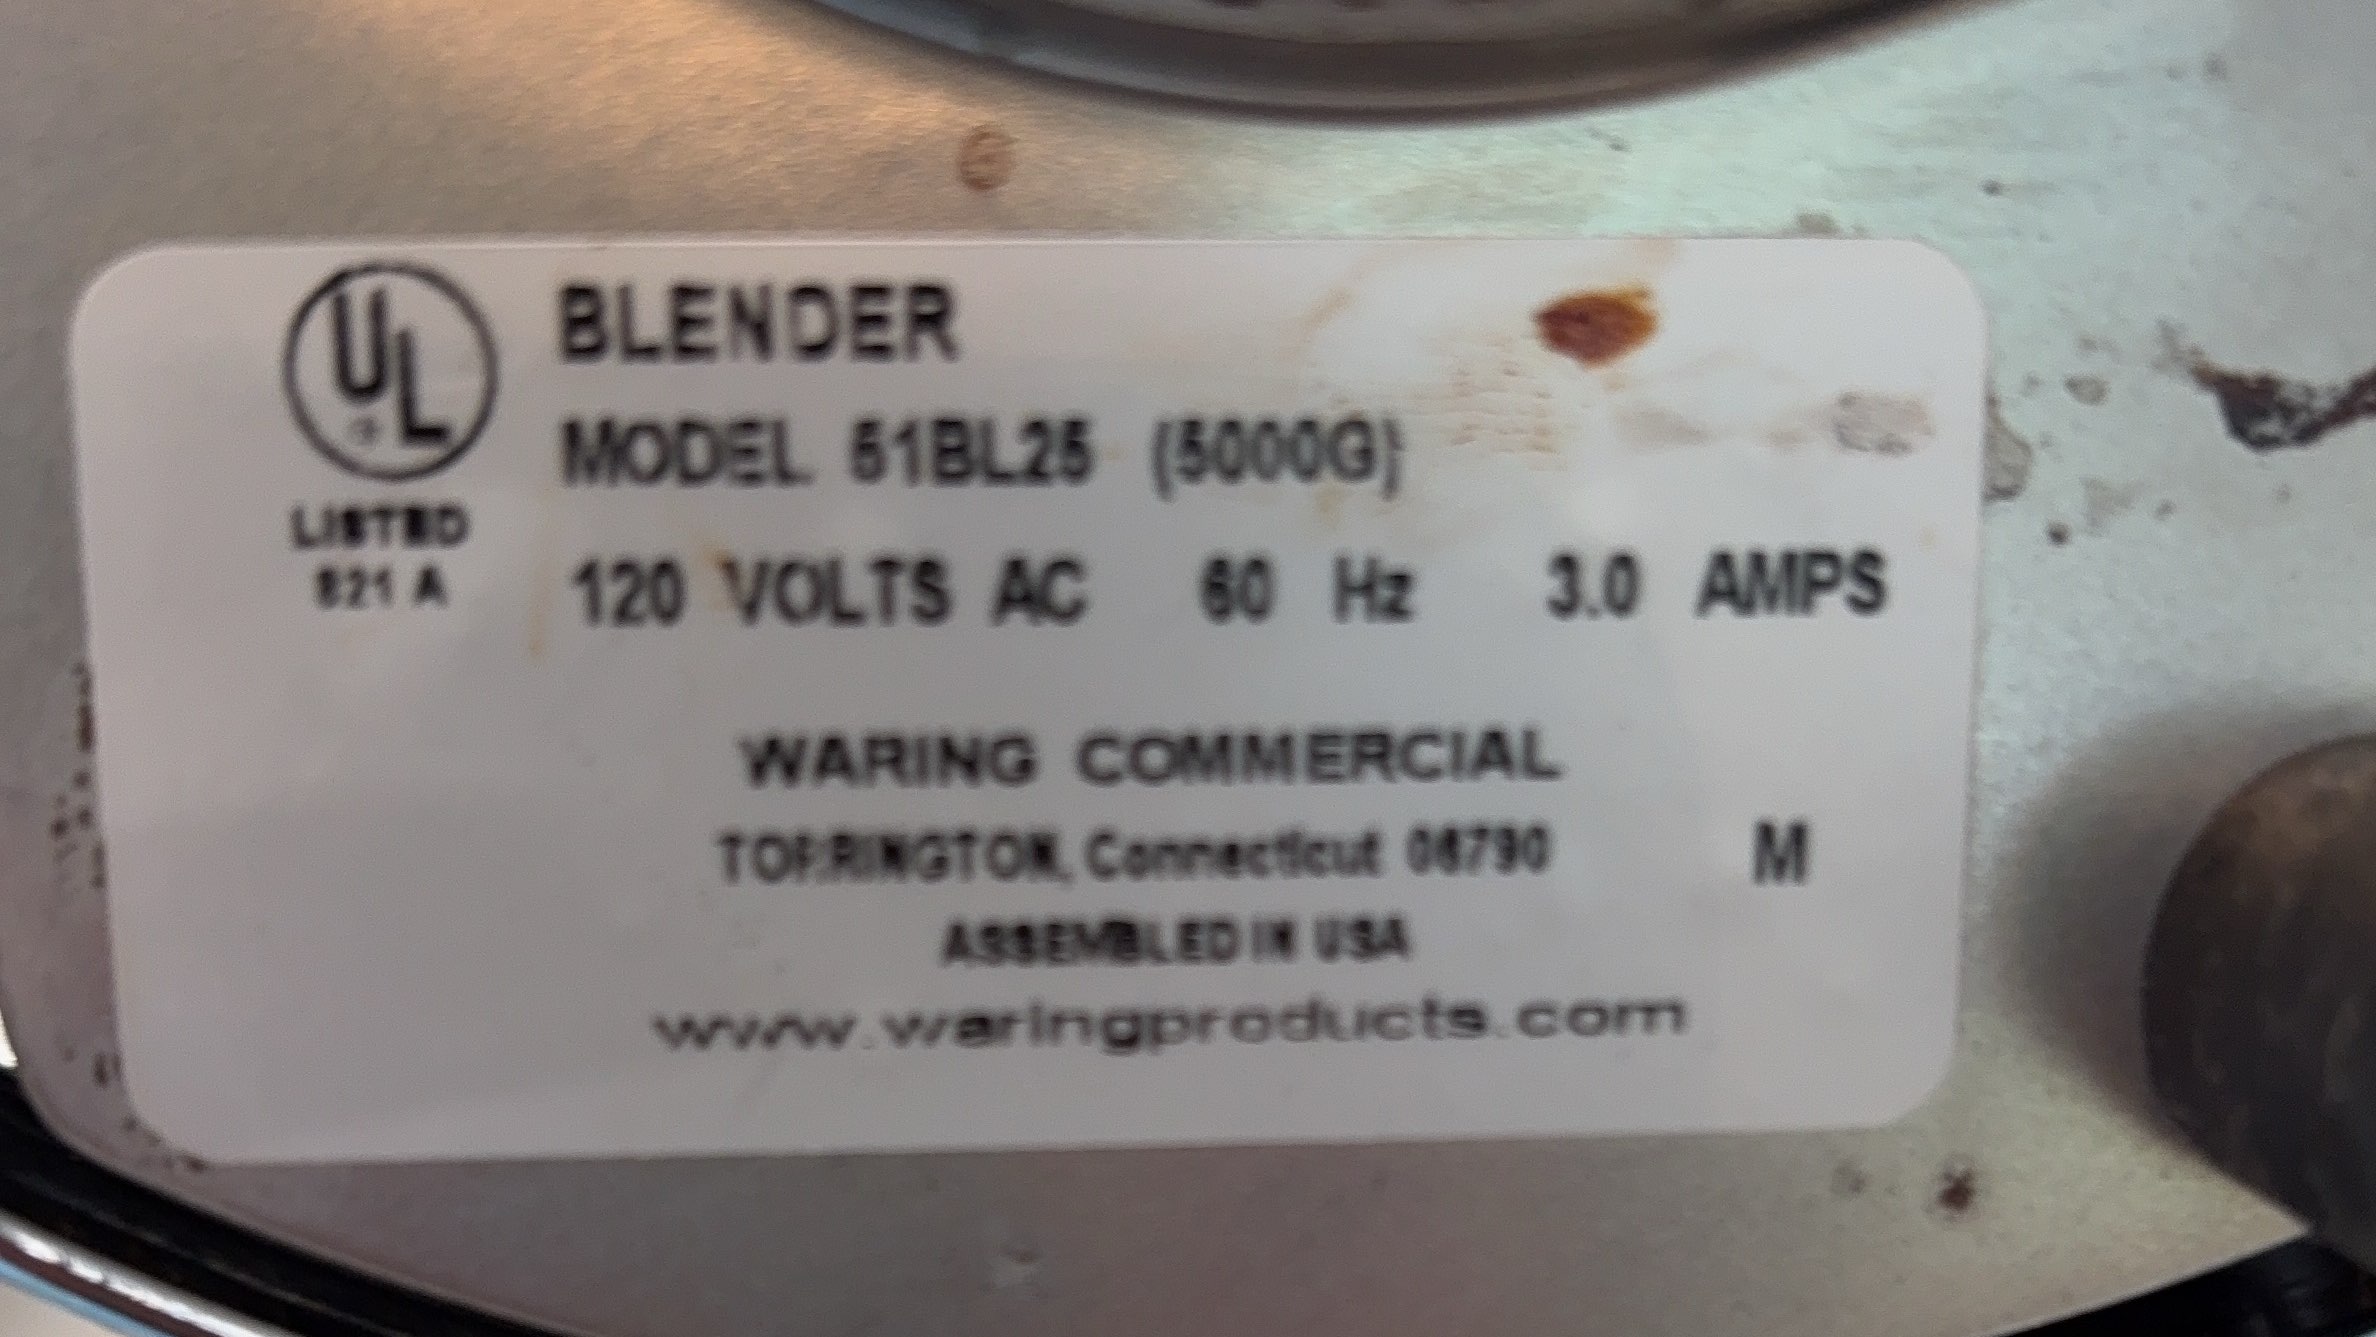 UL
LISTED
821 A
BLENDER
MODEL 51BL25 (5000G)
120 VOLTS AC 60 Hz 3.0 AMPS
WARING COMMERCIAL
TORRINGTON, Connecticut 06790 M
ASSEMBLED IN USA
www.waringproducts.com